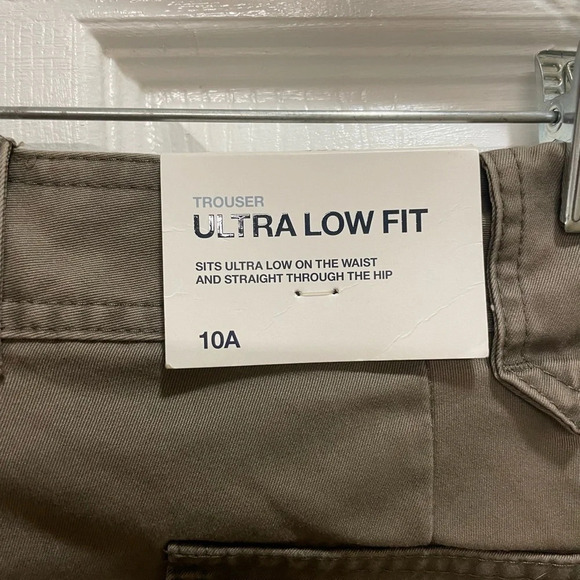 TROUSER
ULTRA LOW FIT
SITS ULTRA LOW ON THE WAIST
AND STRAIGHT THROUGH THE HIP
10A